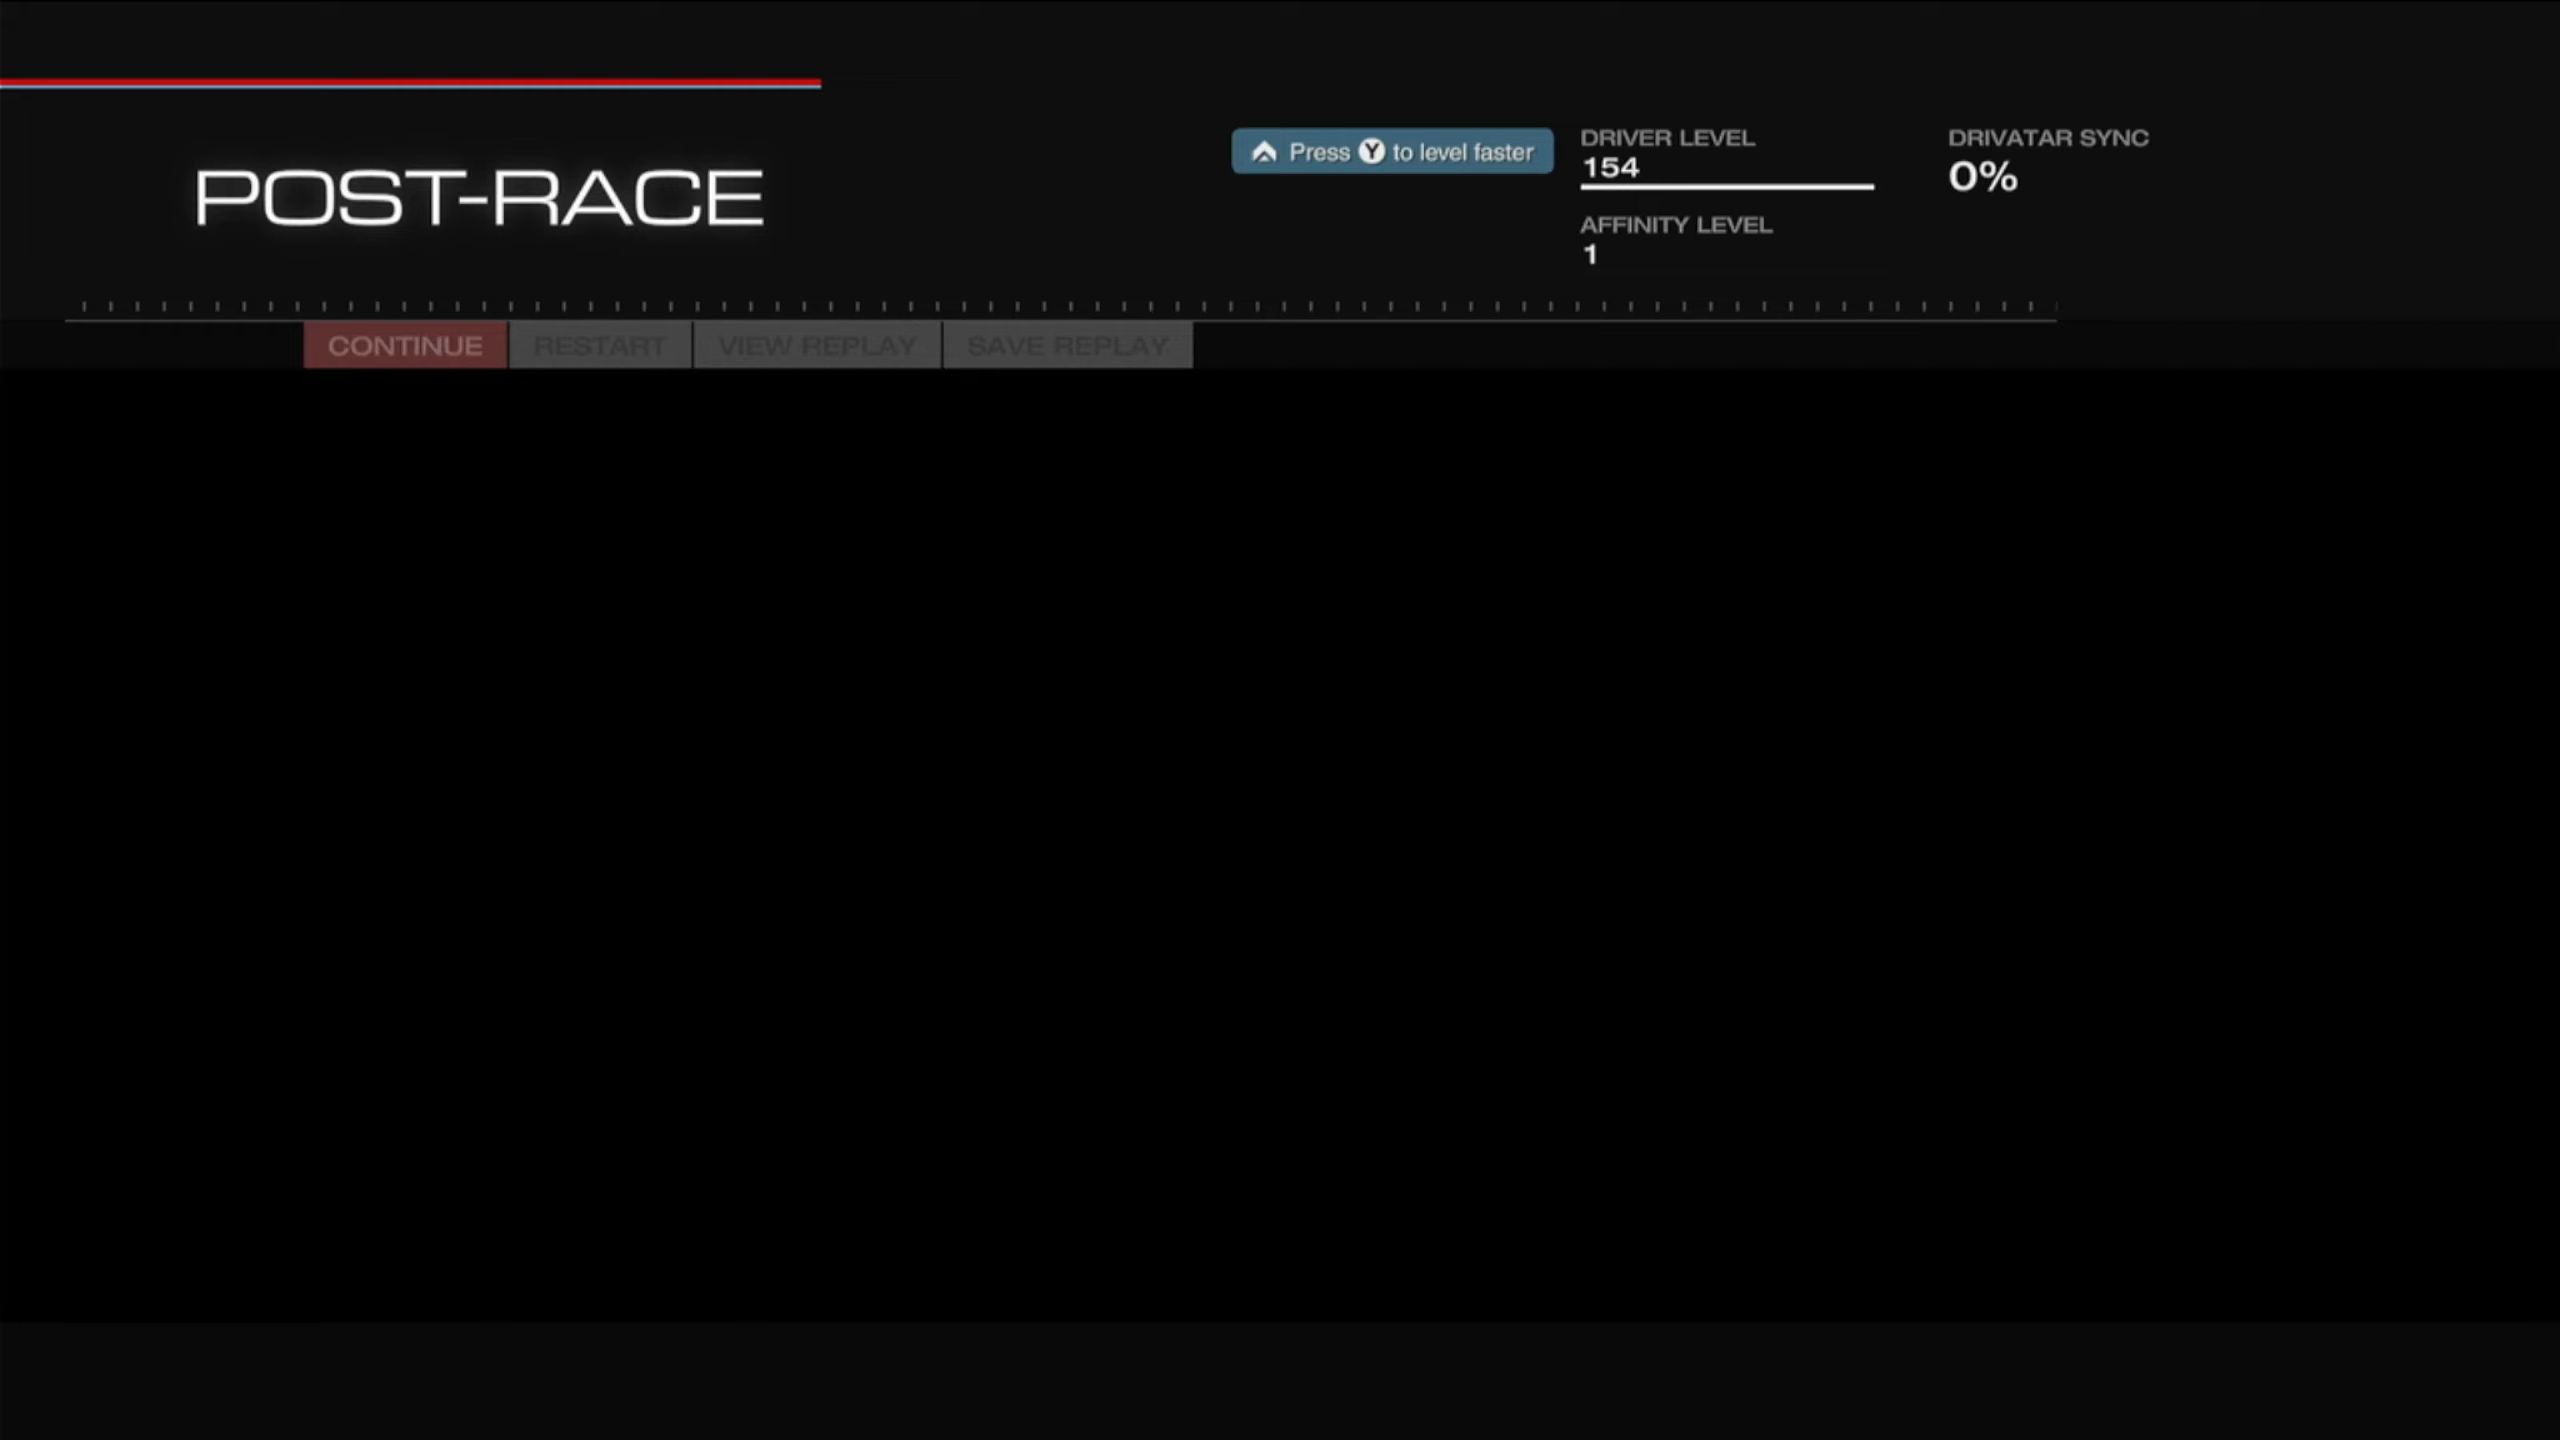 POST-RACE
Press Y to level faster
DRIVER LEVEL
154
AFFINITY LEVEL
1
DRIVATAR SYNC
0%
CONTINUE
RESTART
VIEW REPLAY
SAVE REPLAY